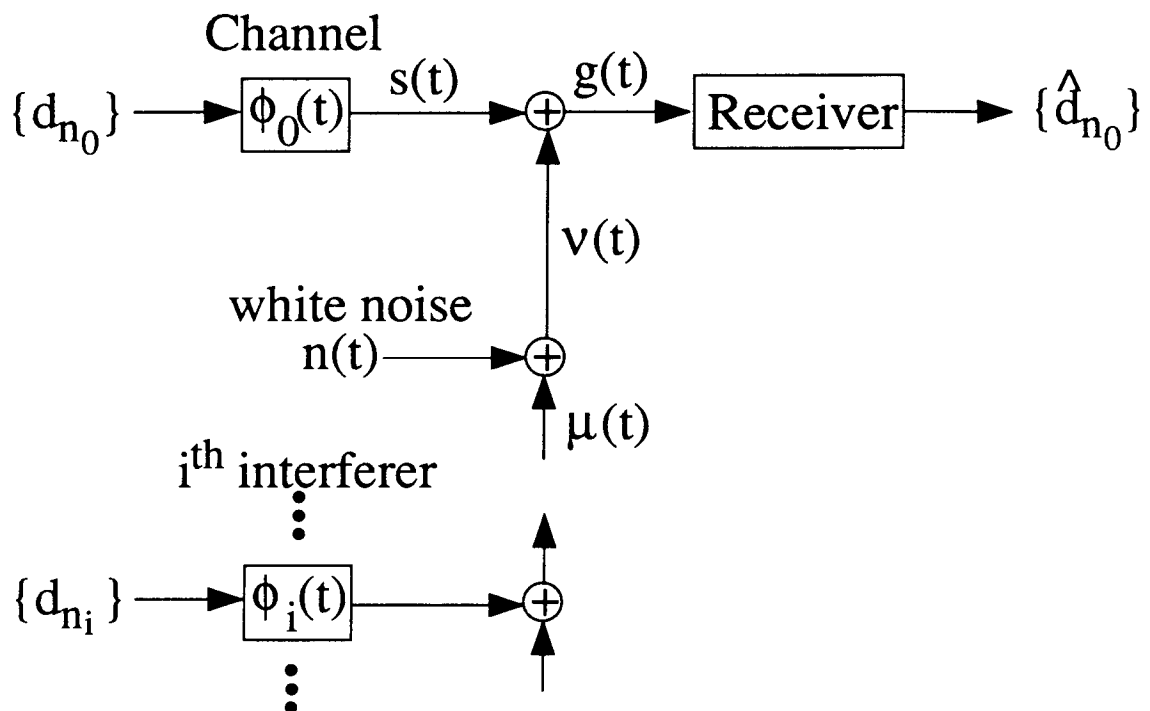 Channel
{d_{n_0}} ϕ_0(t) s(t) + g(t) Receiver {d̂_{n_0}}
ν(t)
white noise
n(t) +
μ(t)
i^{th} interferer
{d_{n_i}} ϕ_i(t) +